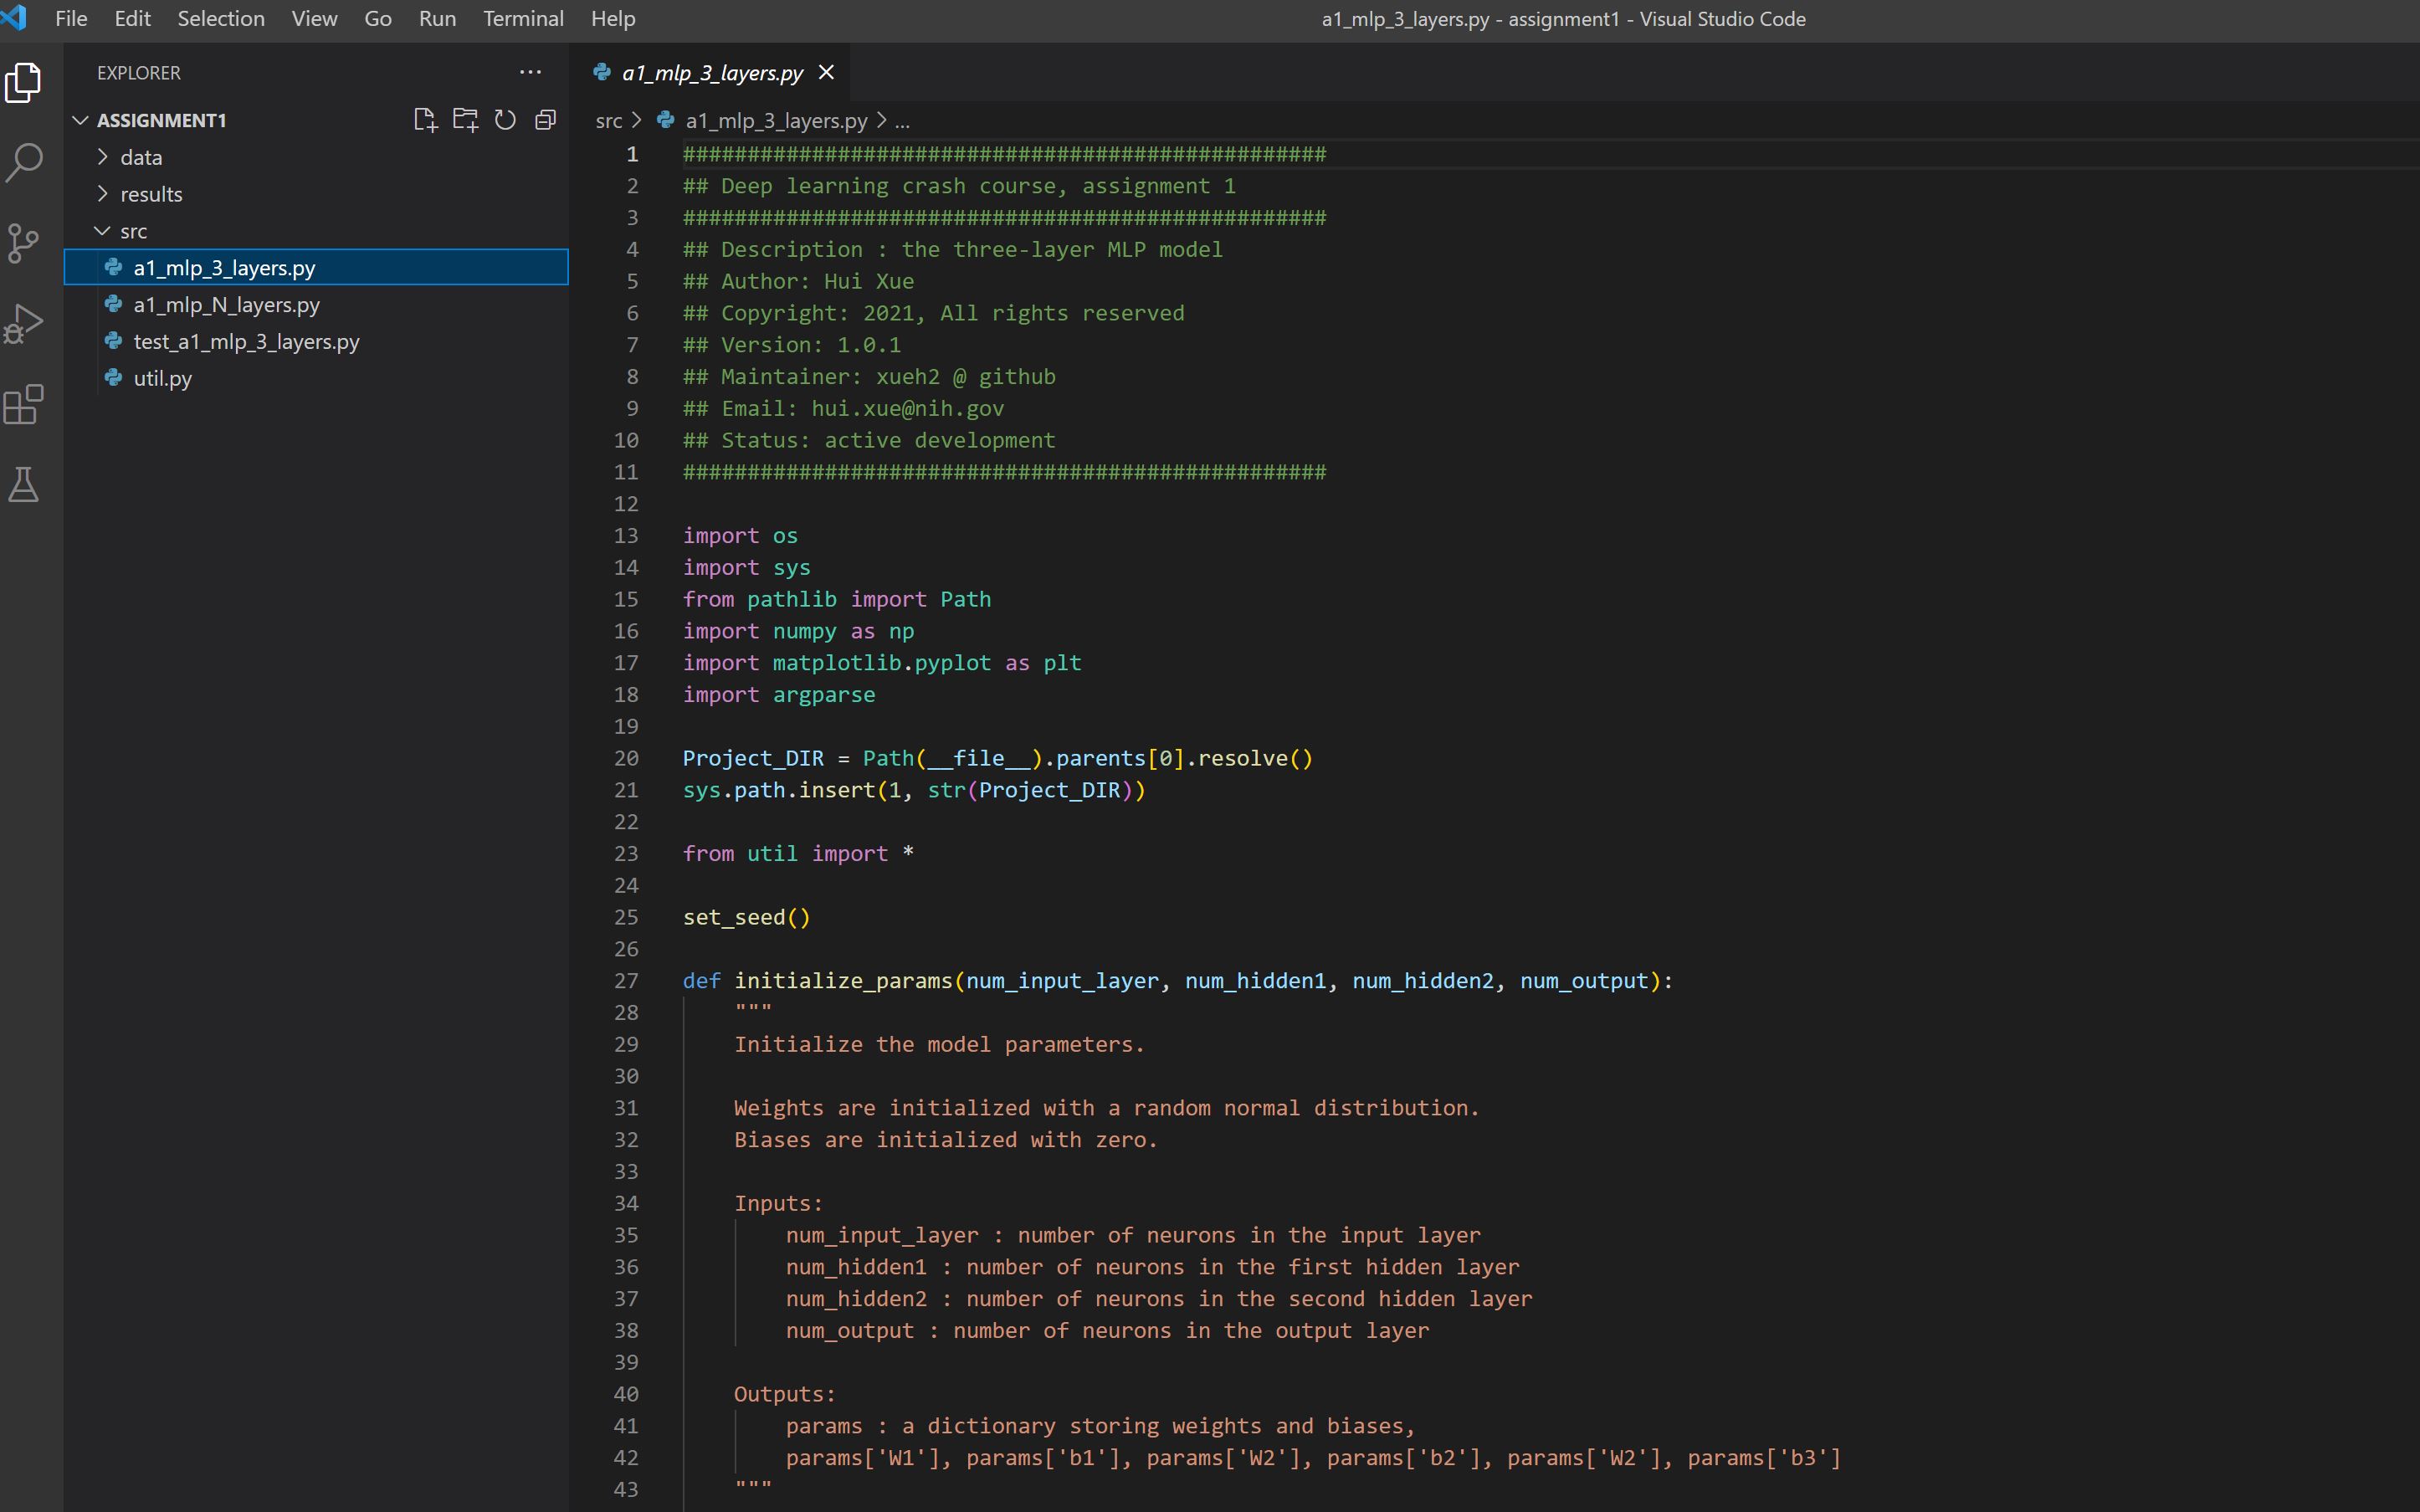 File Edit Selection View Go Run Terminal Help
a1_mlp_3_layers.py - assignment1 - Visual Studio Code
EXPLORER
ASSIGNMENT1
data
results
src
a1_mlp_3_layers.py
a1_mlp_N_layers.py
test_a1_mlp_3_layers.py
util.py
a1_mlp_3_layers.py
src > a1_mlp_3_layers.py > ...
1 ##################################################
2 ## Deep learning crash course, assignment 1
3 ##################################################
4 ## Description : the three-layer MLP model
5 ## Author: Hui Xue
6 ## Copyright: 2021, All rights reserved
7 ## Version: 1.0.1
8 ## Maintainer: xueh2 @ github
9 ## Email: hui.xue@nih.gov
10 ## Status: active development
11 ##################################################
12
13 import os
14 import sys
15 from pathlib import Path
16 import numpy as np
17 import matplotlib.pyplot as plt
18 import argparse
19
20 Project_DIR = Path(__file__).parents[0].resolve()
21 sys.path.insert(1, str(Project_DIR))
22
23 from util import *
24
25 set_seed()
26
27 def initialize_params(num_input_layer, num_hidden1, num_hidden2, num_output):
28 """
29 Initialize the model parameters.
30
31 Weights are initialized with a random normal distribution.
32 Biases are initialized with zero.
33
34 Inputs:
35 num_input_layer : number of neurons in the input layer
36 num_hidden1 : number of neurons in the first hidden layer
37 num_hidden2 : number of neurons in the second hidden layer
38 num_output : number of neurons in the output layer
39
40 Outputs:
41 params : a dictionary storing weights and biases,
42 params['W1'], params['b1'], params['W2'], params['b2'], params['W2'], params['b3']
43 """